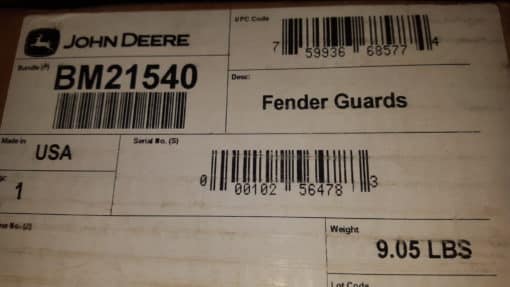 JOHN DEERE
UPC Code
7 59936 68577 4
Bundle (P)
BM21540
Desc:
Fender Guards
Made in
USA
Serial No. (S)
0 00102 56478 3
1
No. (J)
Weight
9.05 LBS
Lot Code